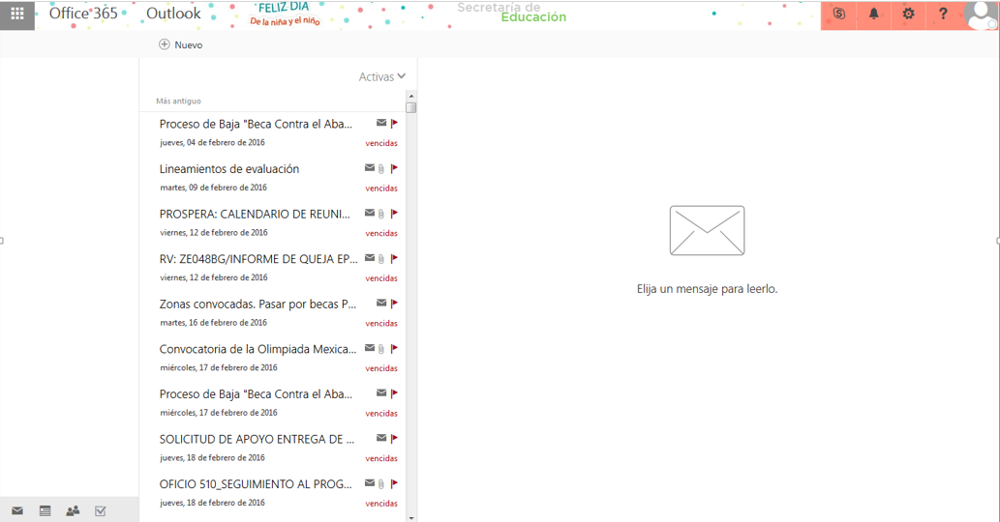 Office 365
Outlook
FELIZ DÍA
De la niña y el niño
Secretaría de
Educación
?
Nuevo
Activas
Más antiguo
Proceso de Baja "Beca Contra el Aba...
jueves, 04 de febrero de 2016
vencidas
Lineamientos de evaluación
martes, 09 de febrero de 2016
vencidas
PROSPERA: CALENDARIO DE REUNI...
viernes, 12 de febrero de 2016
vencidas
RV: ZE048BG/INFORME DE QUEJA EP...
viernes, 12 de febrero de 2016
vencidas
Zonas convocadas. Pasar por becas P...
martes, 16 de febrero de 2016
vencidas
Convocatoria de la Olimpiada Mexica...
miércoles, 17 de febrero de 2016
vencidas
Proceso de Baja "Beca Contra el Aba...
miércoles, 17 de febrero de 2016
vencidas
SOLICITUD DE APOYO ENTREGA DE ...
jueves, 18 de febrero de 2016
vencidas
OFICIO 510_SEGUIMIENTO AL PROG...
jueves, 18 de febrero de 2016
vencidas
Elija un mensaje para leerlo.